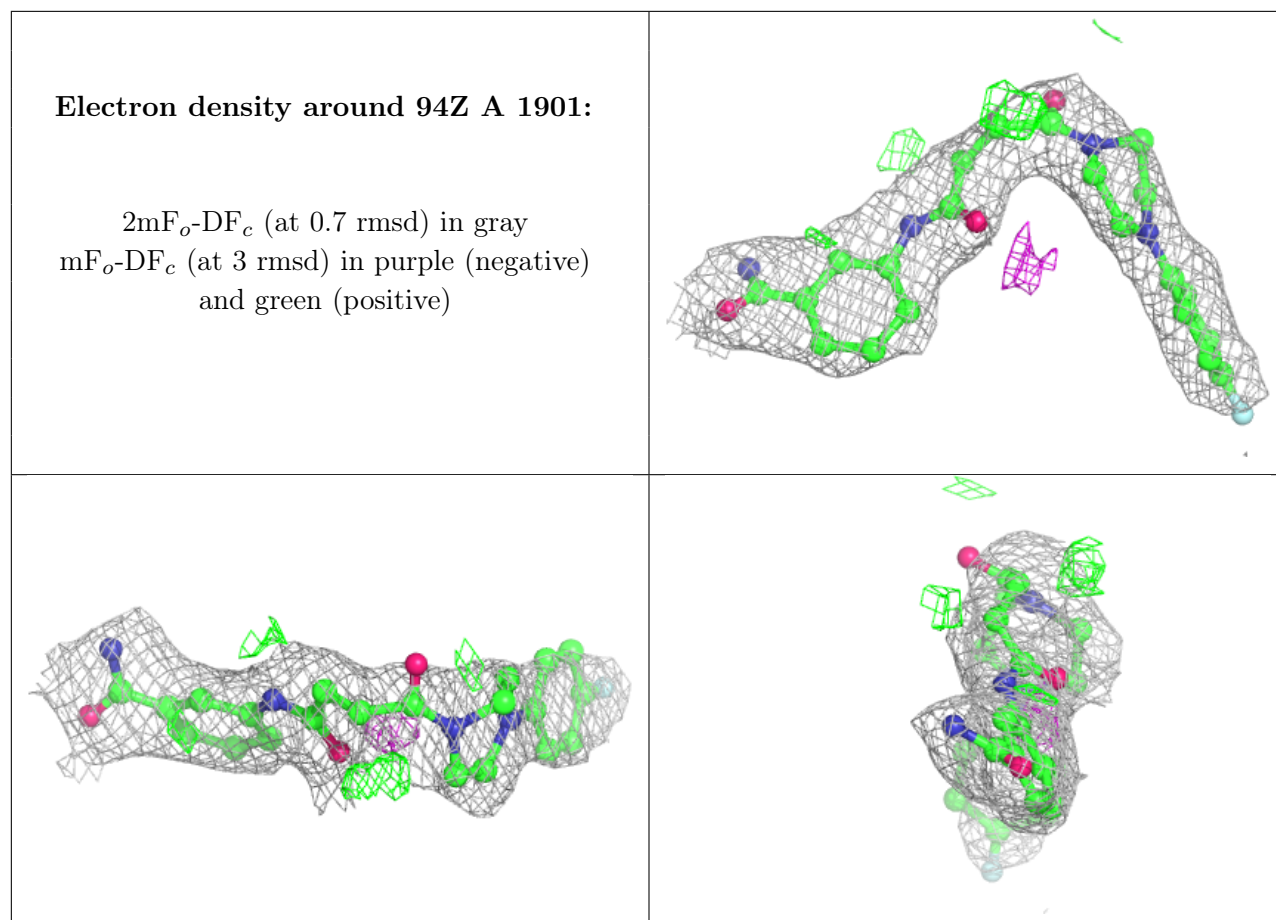 Electron density around 94Z A 1901:
2mFo-DFc (at 0.7 rmsd) in gray
mFo-DFc (at 3 rmsd) in purple (negative)
and green (positive)